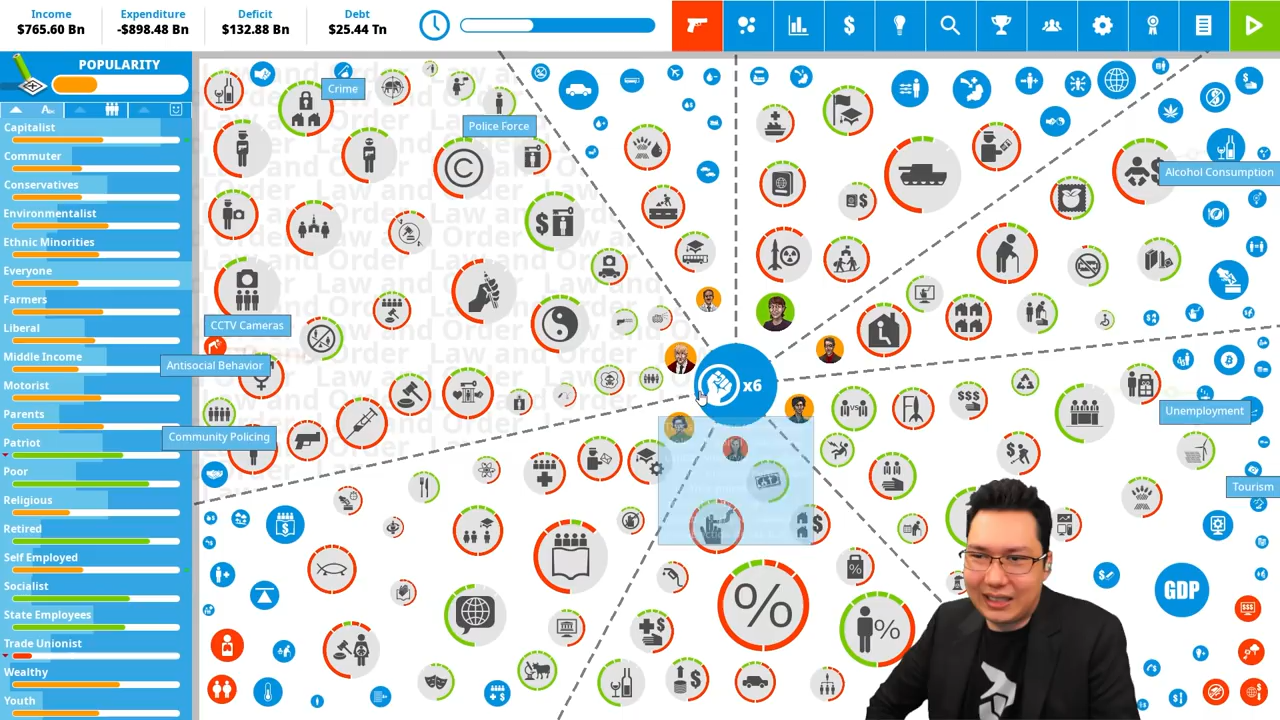 Income
$765.60 Bn
Expenditure
-$898.48 Bn
Deficit
$132.88 Bn
Debt
$25.44 Tn
POPULARITY
Capitalist
Commuter
Conservatives
Environmentalist
Ethnic Minorities
Everyone
Farmers
Liberal
Middle Income
Motorist
Parents
Patriot
Poor
Religious
Retired
Self Employed
Socialist
State Employees
Trade Unionist
Wealthy
Youth
Crime
Police Force
CCTV Cameras
Antisocial Behavior
Community Policing
Alcohol Consumption
Unemployment
Tourism
x6
GDP
Law and Order